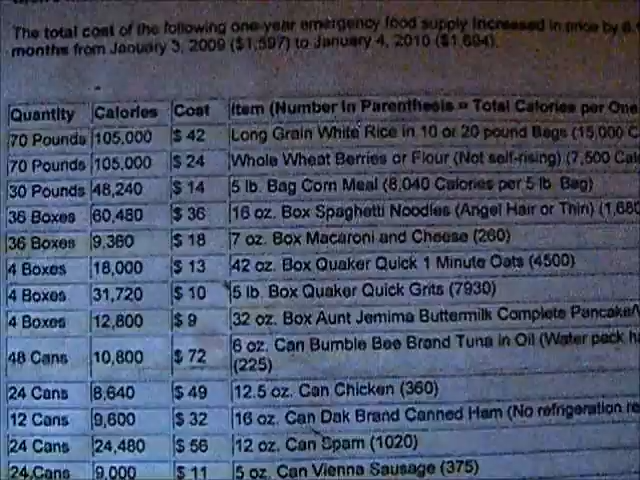 The total cost of the following one-year emergency food supply increased in price by
months from January 3, 2009 ($1,597) to January 4, 2010 ($1,694).
Quantity Calories Cost Item (Number In Parenthesis = Total Calories per One
70 Pounds 105,000 $ 42 Long Grain White Rice in 10 or 20 pound Bags (15,000
70 Pounds 105,000 $ 24 Whole Wheat Berries or Flour (Not self-rising) (7,500
30 Pounds 48,240 $ 14 5 lb. Bag Corn Meal (8,040 Calories per 5 lb. Bag)
36 Boxes 60,480 $ 36 16 oz. Box Spaghetti Noodles (Angel Hair or Thin) (1,680
36 Boxes 9,360 $ 18 7 oz. Box Macaroni and Cheese (260)
4 Boxes 18,000 $ 13 42 oz. Box Quaker Quick 1 Minute Oats (4500)
4 Boxes 31,720 $ 10 5 lb. Box Quaker Quick Grits (7930)
4 Boxes 12,800 $ 9 32 oz. Box Aunt Jemima Buttermilk Complete Pancake
48 Cans 10,800 $ 72 6 oz. Can Bumble Bee Brand Tuna in Oil (Water pack
(225)
24 Cans 8,640 $ 49 12.5 oz. Can Chicken (360)
12 Cans 9,600 $ 32 16 oz. Can Dak Brand Canned Ham (No refrigeration
24 Cans 24,480 $ 56 12 oz. Can Spam (1020)
24 Cans 9,000 $ 11 5 oz. Can Vienna Sausage (375)